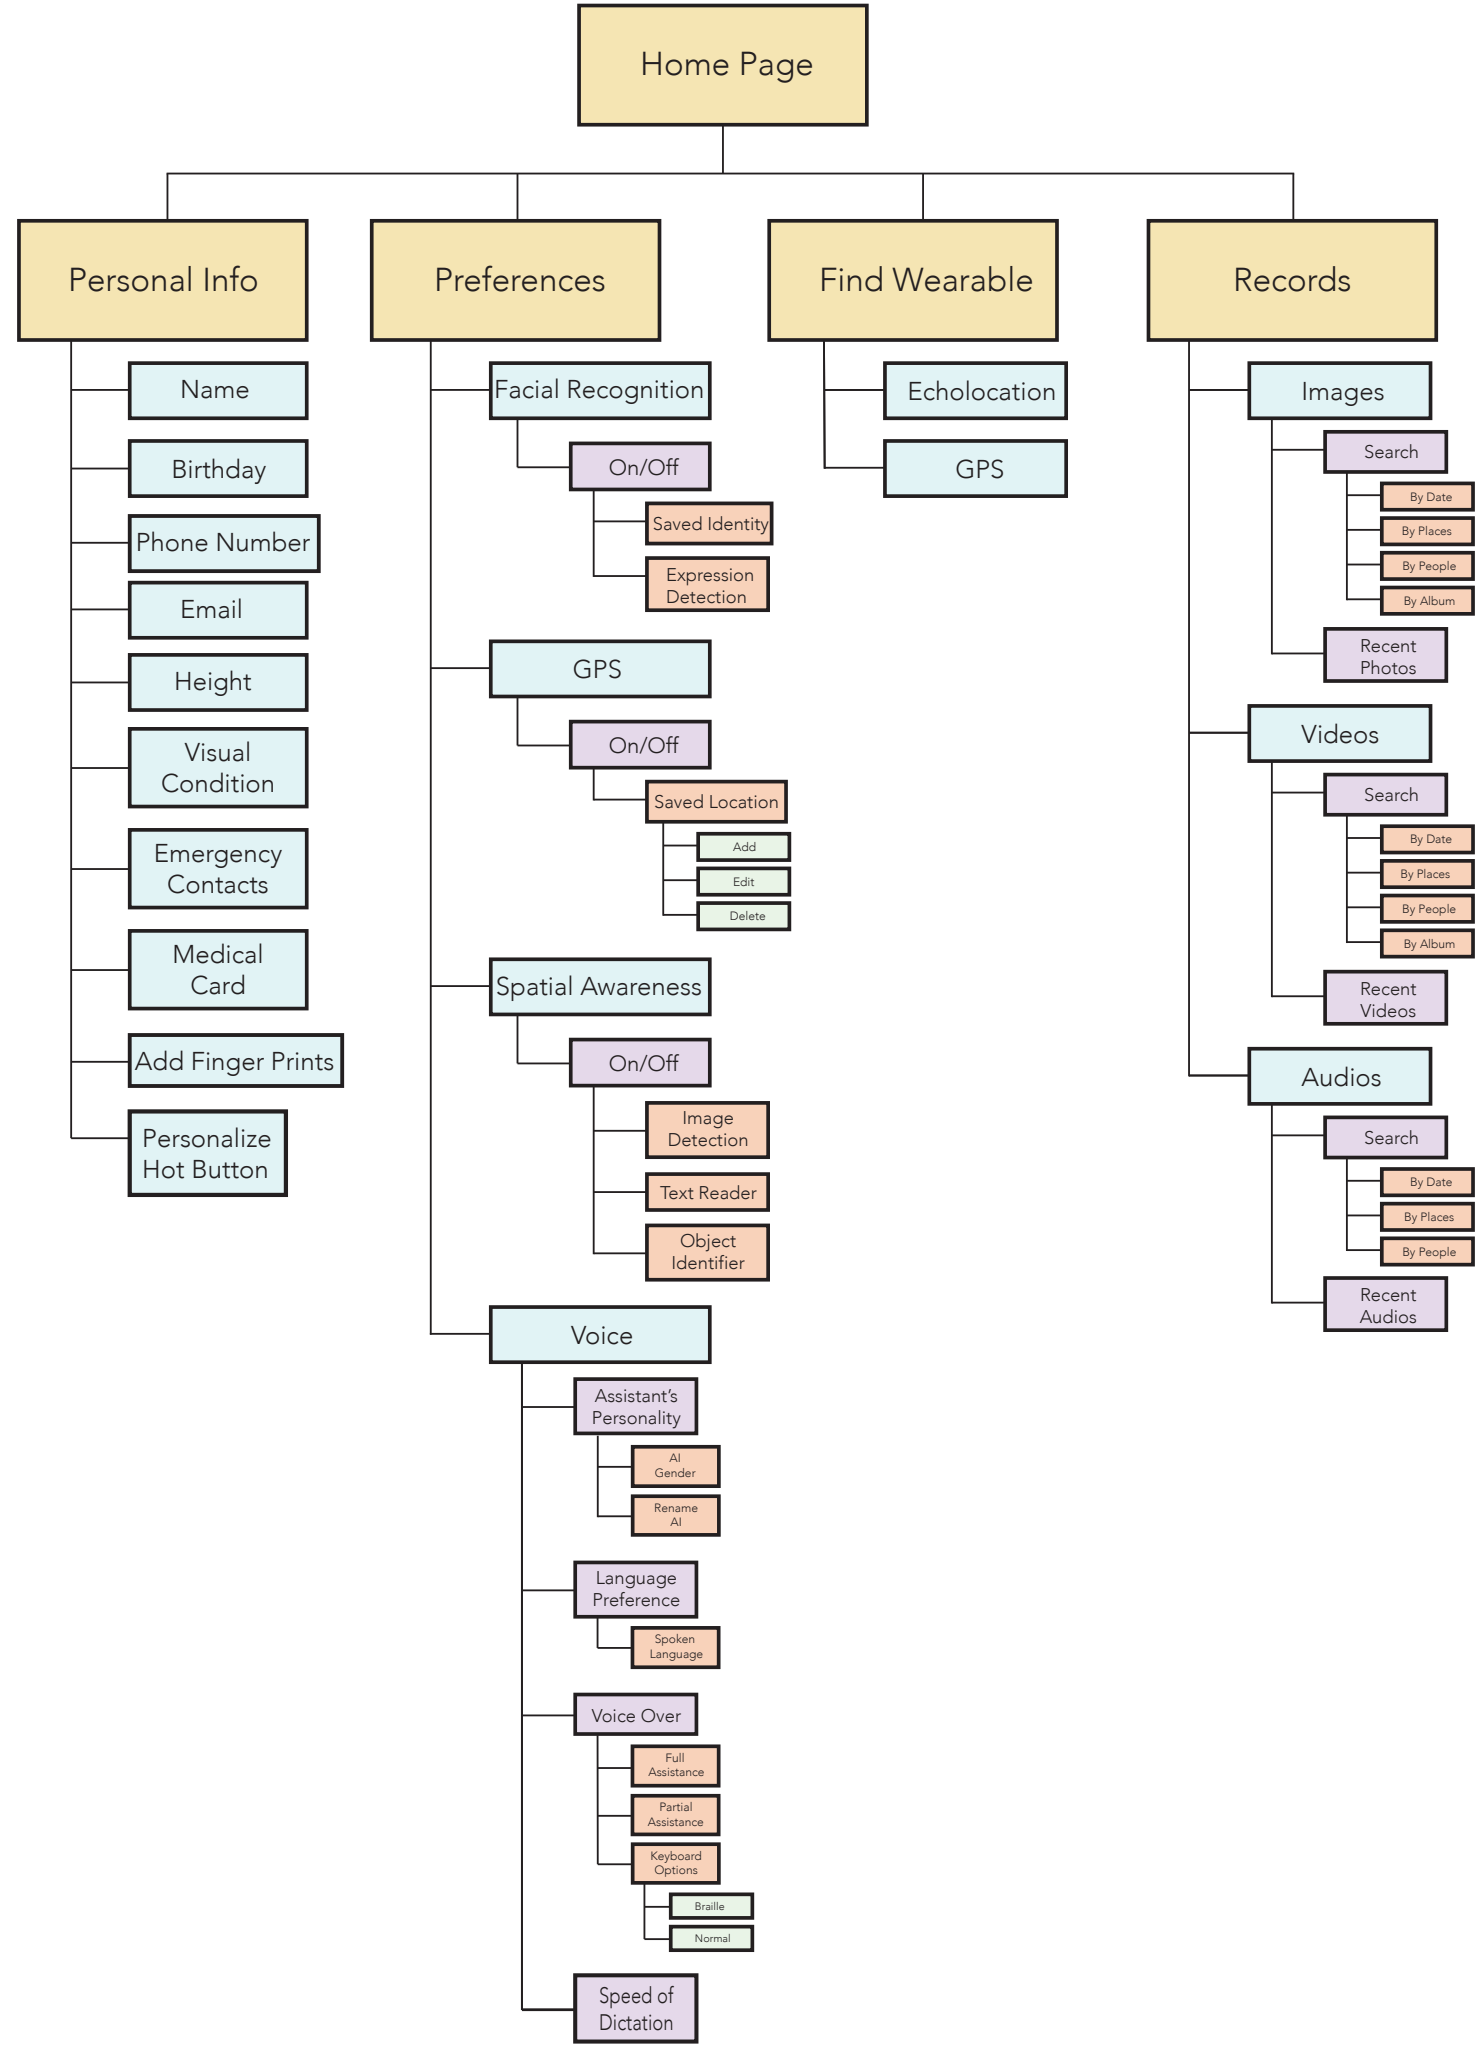 Home Page
Personal Info
Name
Birthday
Phone Number
Email
Height
Visual
Condition
Emergency
Contacts
Medical
Card
Add Finger Prints
Personalize
Hot Button
Preferences
Facial Recognition
On/Off
Saved Identity
Expression
Detection
GPS
On/Off
Saved Location
Add
Edit
Delete
Spatial Awareness
On/Off
Image
Detection
Text Reader
Object
Identifier
Voice
Assistant's
Personality
AI
Gender
Rename
AI
Language
Preference
Spoken
Language
Voice Over
Full
Assistance
Partial
Assistance
Keyboard
Options
Braille
Normal
Speed of
Dictation
Find Wearable
Echolocation
GPS
Records
Images
Search
By Date
By Places
By People
By Album
Recent
Photos
Videos
Search
By Date
By Places
By People
By Album
Recent
Videos
Audios
Search
By Date
By Places
By People
Recent
Audios